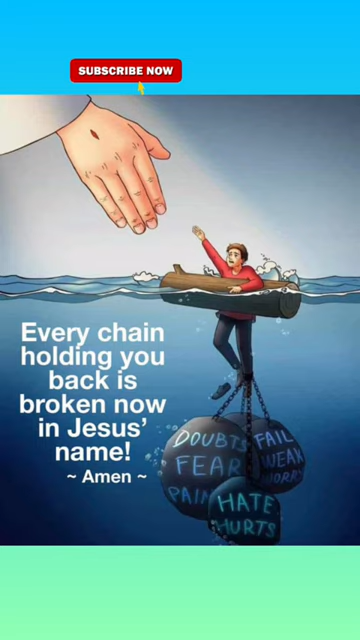 SUBSCRIBE NOW
Every chain
holding you
back is
broken now
in Jesus’
name!
~ Amen ~
DOUBTS
FEAR
PAIN
FAIL
WEAK
WORRY
HATE
HURTS